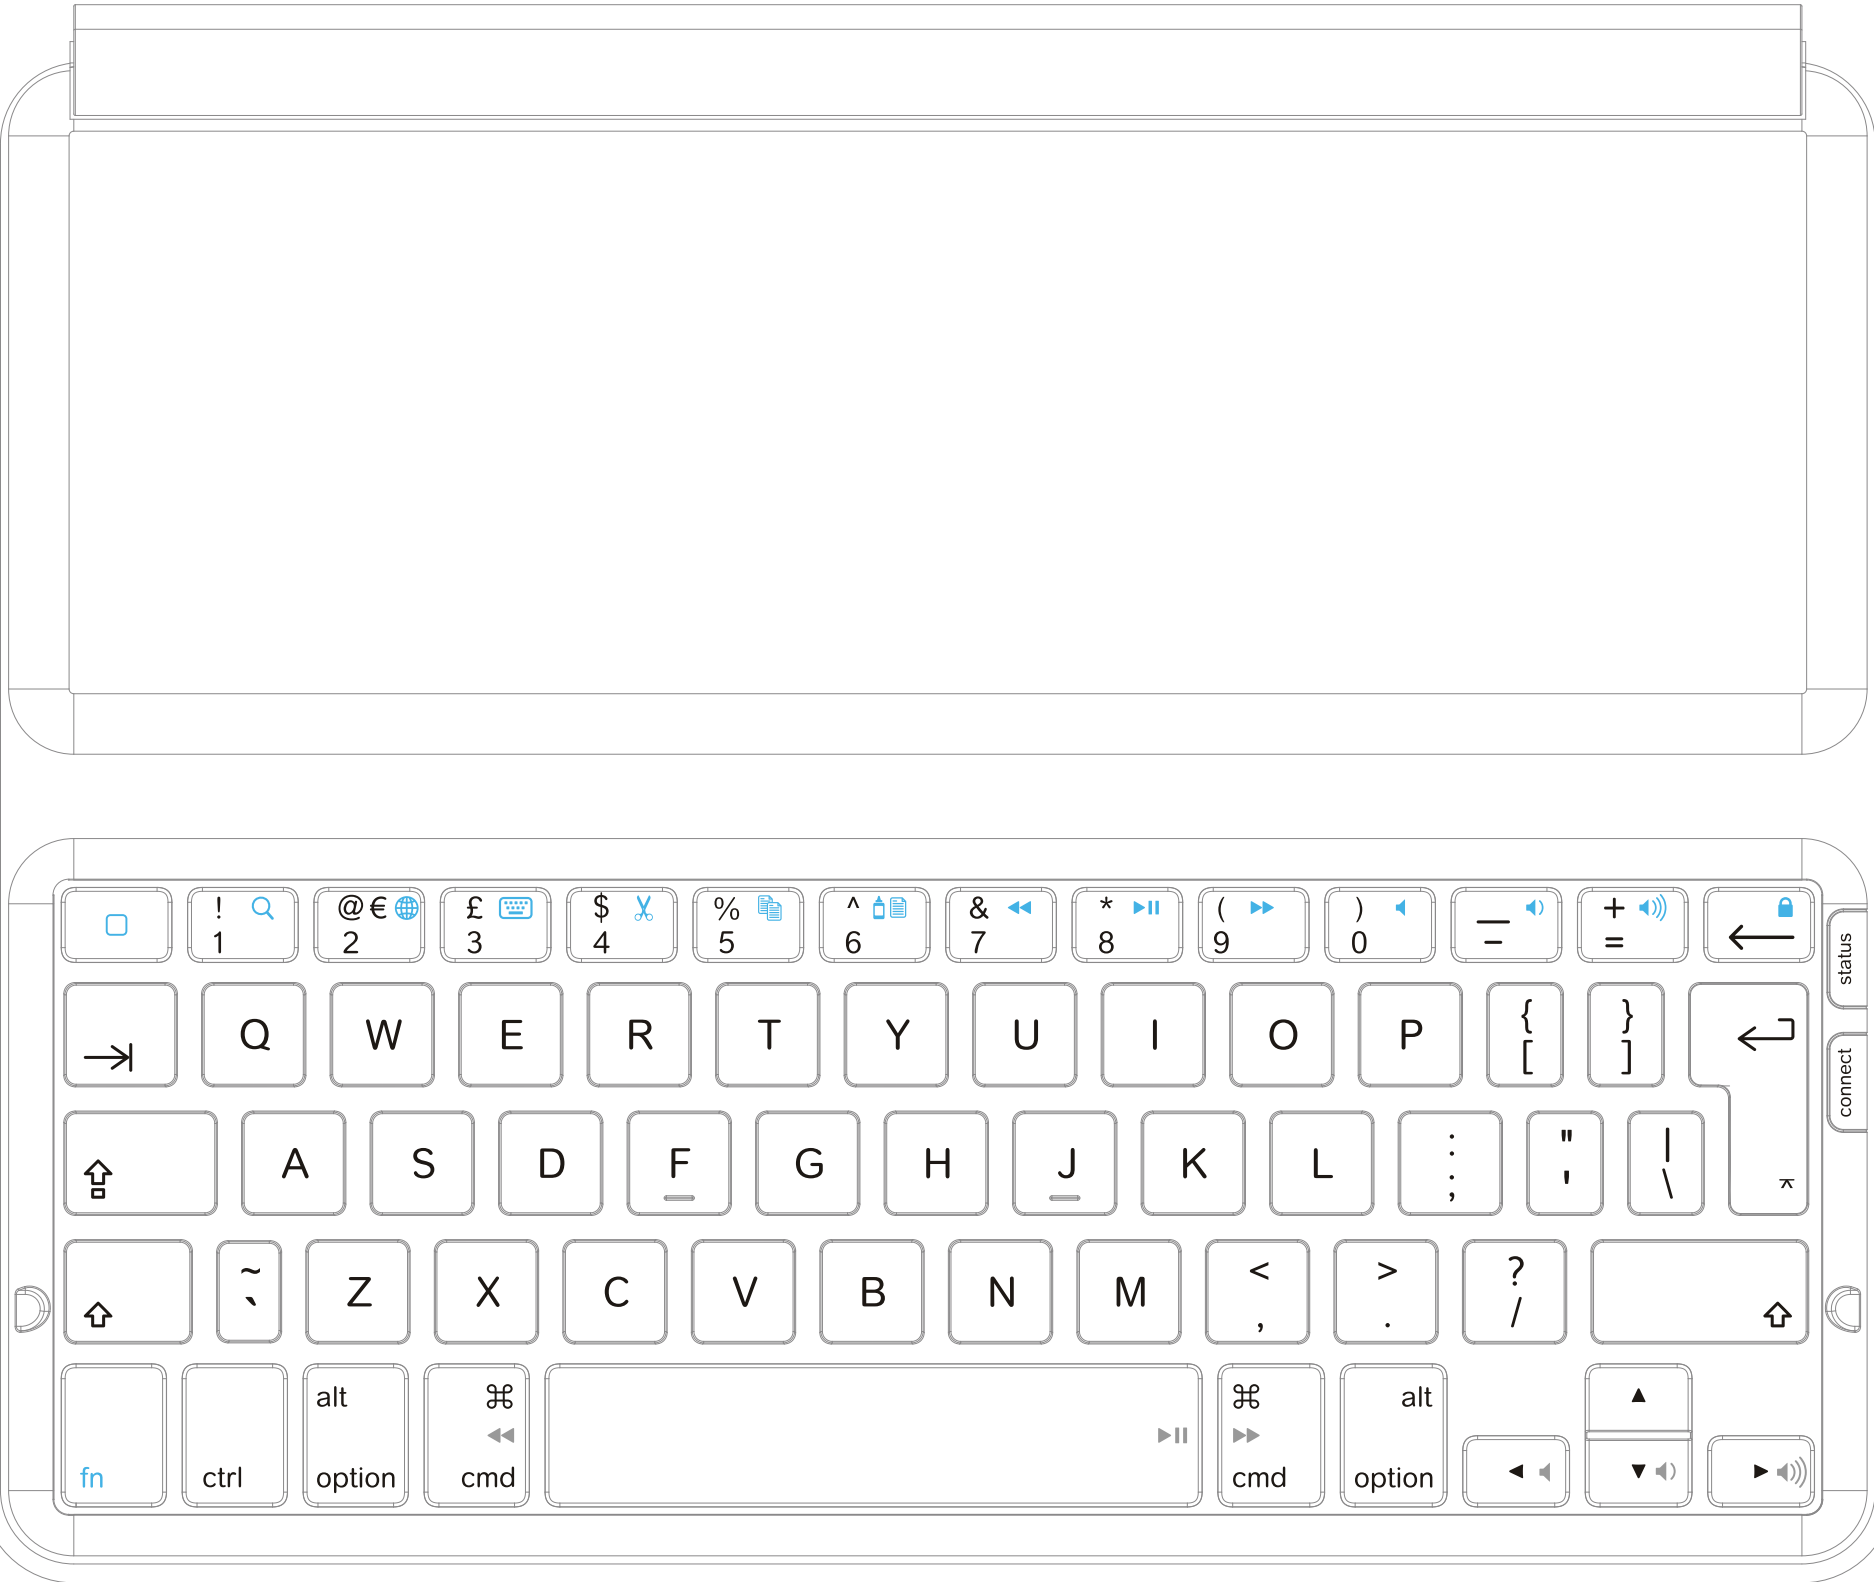 ! @ € £ $ % ^ & * ( ) — +
1 2 3 4 5 6 7 8 9 0 - = ←
status
Q W E R T Y U I O P { }
[ ]
connect
A S D F G H J K L : " |
; ' \
~ Z X C V B N M < > ?
` , . /
alt ⌘ ⌘ alt
fn ctrl option cmd cmd option